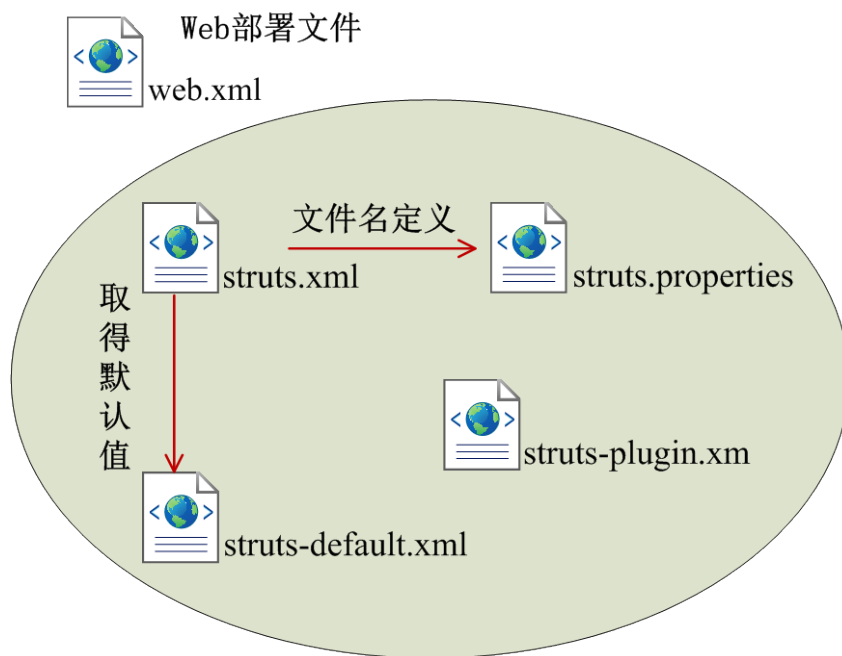 Web部署文件
web.xml
文件名定义
struts.xml
struts.properties
取得默认值
struts-plugin.xm
struts-default.xml